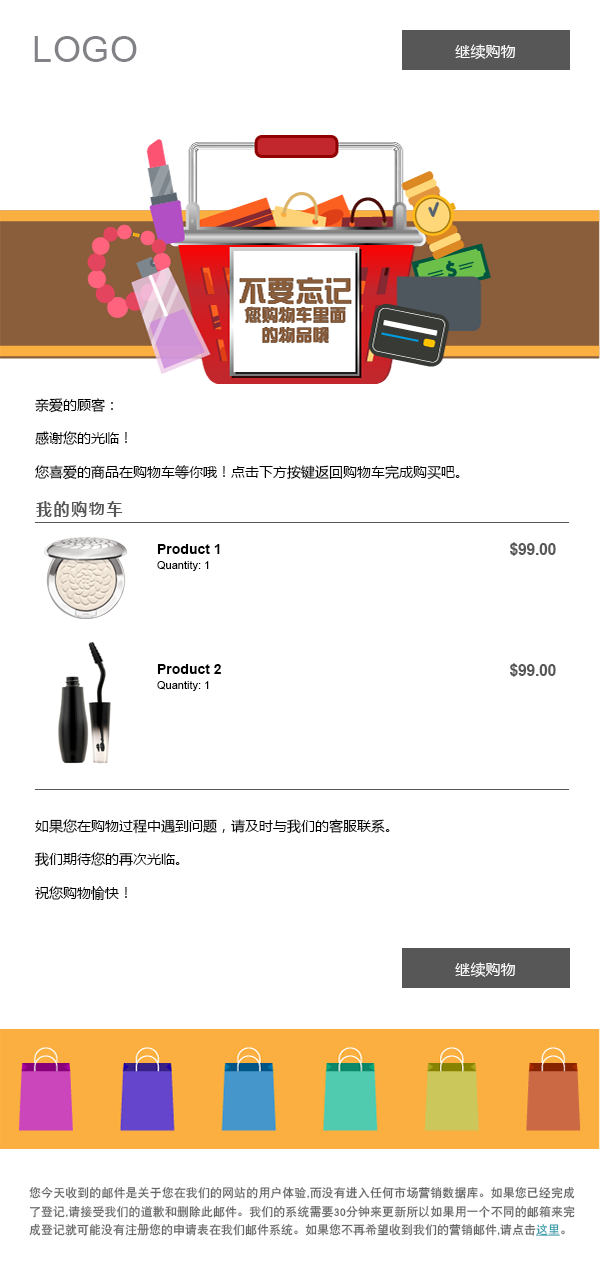 LOGO
继续购物
不要忘记
您购物车里面
的物品哦
$
亲爱的顾客：
感谢您的光临！
您喜爱的商品在购物车等你哦！点击下方按键返回购物车完成购买吧。
我的购物车
Product 1
$99.00
Quantity: 1
Product 2
$99.00
Quantity: 1
如果您在购物过程中遇到问题，请及时与我们的客服联系。
我们期待您的再次光临。
祝您购物愉快！
继续购物
您今天收到的邮件是关于您在我们的网站的用户体验,而没有进入任何市场营销数据库。如果您已经完成
了登记,请接受我们的道歉和删除此邮件。我们的系统需要30分钟来更新所以如果用一个不同的邮箱来完
成登记就可能没有注册您的申请表在我们邮件系统。如果您不再希望收到我们的营销邮件,请点击这里。